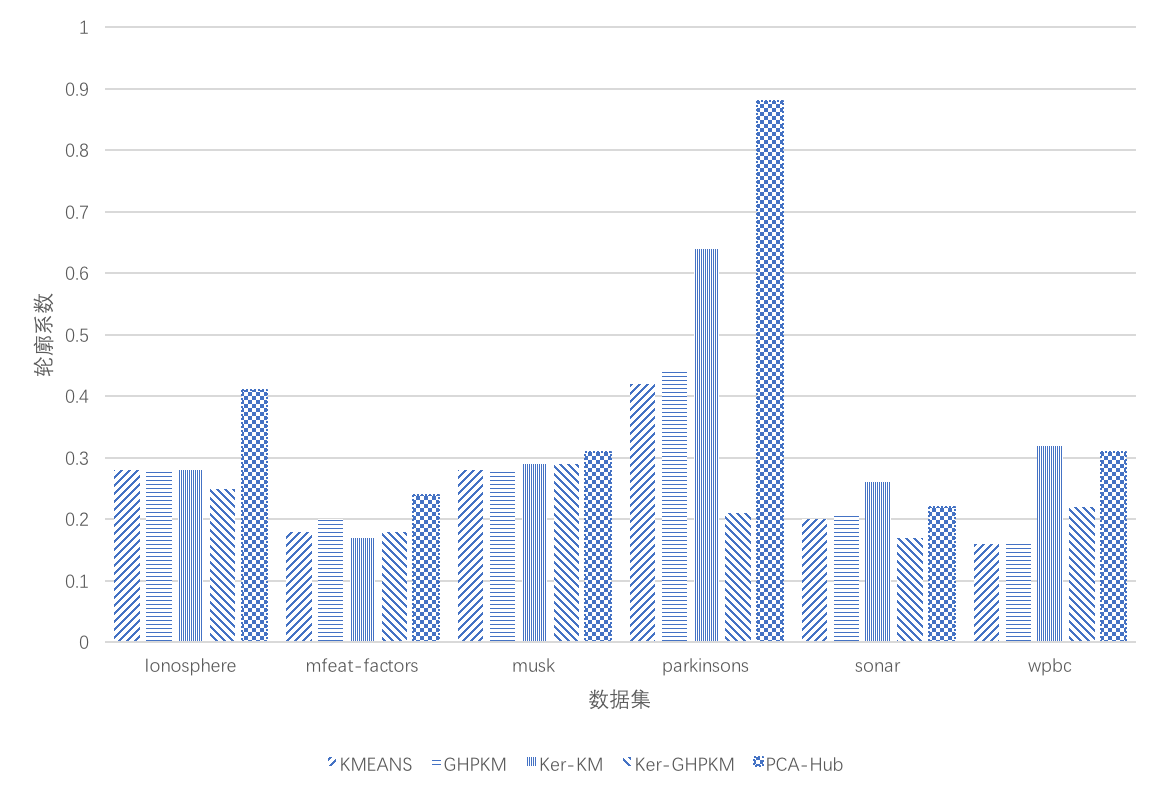 1
0.9
0.8
0.7
0.6
0.5
0.4
0.3
0.2
0.1
0
轮廓系数
Ionosphere mfeat-factors musk parkinsons sonar wpbc
数据集
KMEANS GHPKM Ker-KM Ker-GHPKM PCA-Hub